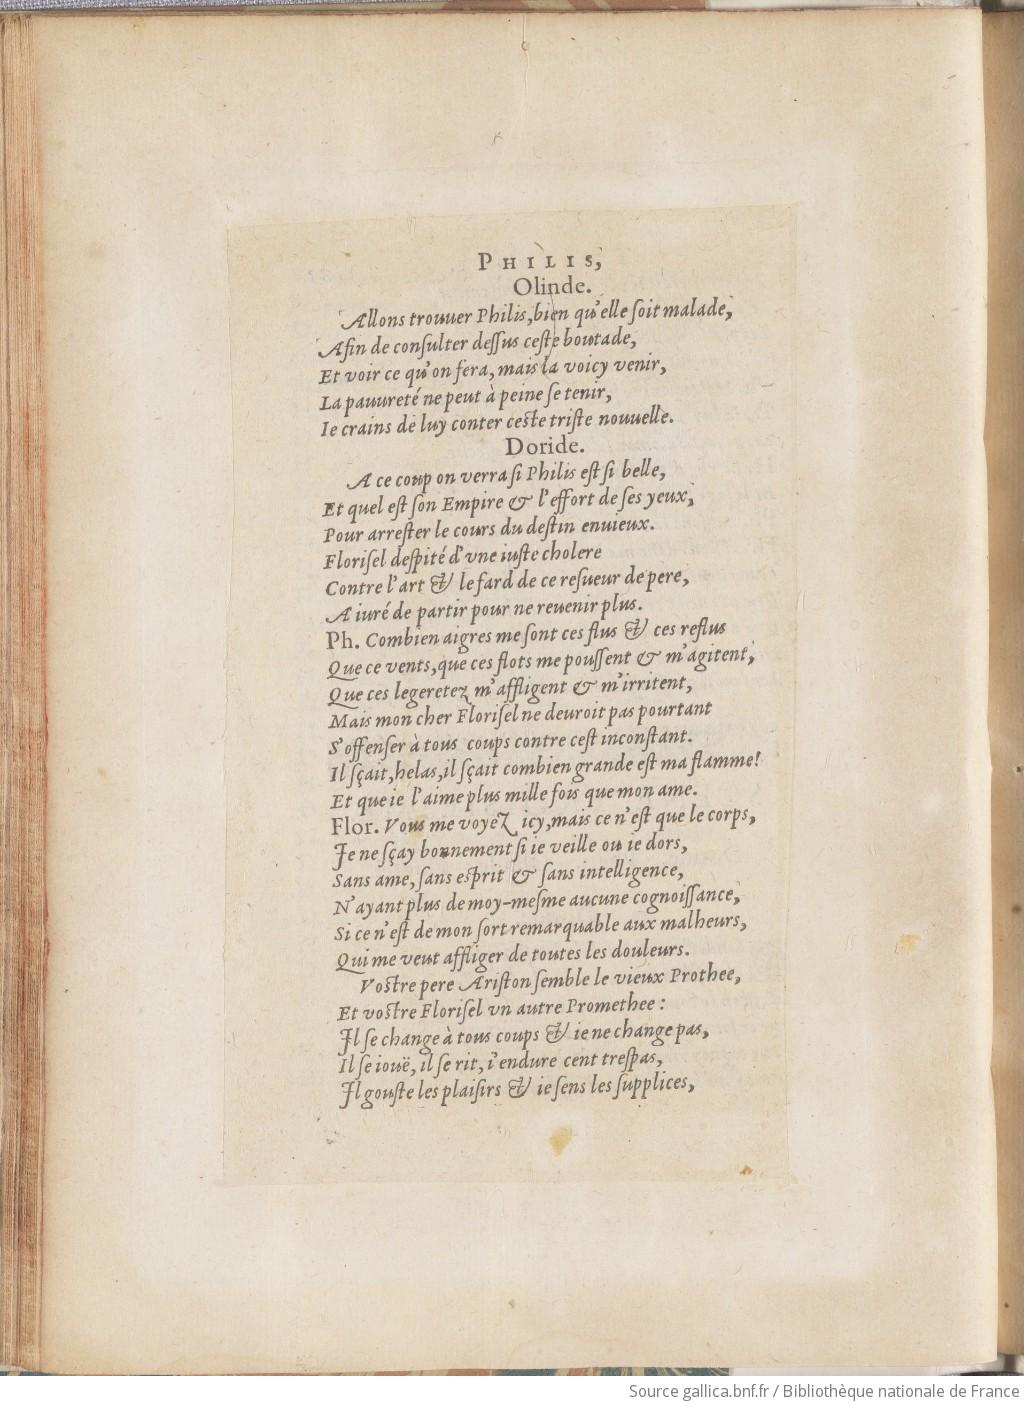 PHILIS,
Olinde.
Allons trouuer Philis, bien qu'elle soit malade,
Afin de consulter dessus ceste boutade,
Et voir ce qu'on fera, mais la voicy venir,
La pauureté ne peut à peine se tenir,
Ie crains de luy conter ceste triste nouuelle.
Doride.
A ce coup on verra si Philis est si belle,
Et quel est son Empire & l'effort de ses yeux,
Pour arrester le cours du destin enuieux.
Florisel despité d'vne iuste cholere
Contre l'art & le fard de ce resueur de pere,
A iuré de partir pour ne reuenir plus.
Ph. Combien aigres me sont ces flus & ces reflus
Que ce vents, que ces flots me poussent & m'agitent,
Que ces legeretez m'affligent & m'irritent,
Mais mon cher Florisel ne deuroit pas pourtant
S'offenser à tous coups contre cest inconstant.
Il sçait, helas, il sçait combien grande est ma flamme!
Et que ie l'aime plus mille fois que mon ame.
Flor. Vous me voyez icy, mais ce n'est que le corps,
Je ne sçay bonnement si ie veille ou ie dors,
Sans ame, sans esprit & sans intelligence,
N'ayant plus de moy-mesme aucune cognoissance,
Si ce n'est de mon sort remarquable aux malheurs,
Qui me veut affliger de toutes les douleurs.
Vostre pere Ariston semble le vieux Prothee,
Et vostre Florisel vn autre Promethee :
Jl se change à tous coups & ie ne change pas,
Il se iouë, il se rit, i'endure cent trespas,
Jl gouste les plaisirs & ie sens les supplices,
Source gallica.bnf.fr / Bibliothèque nationale de France